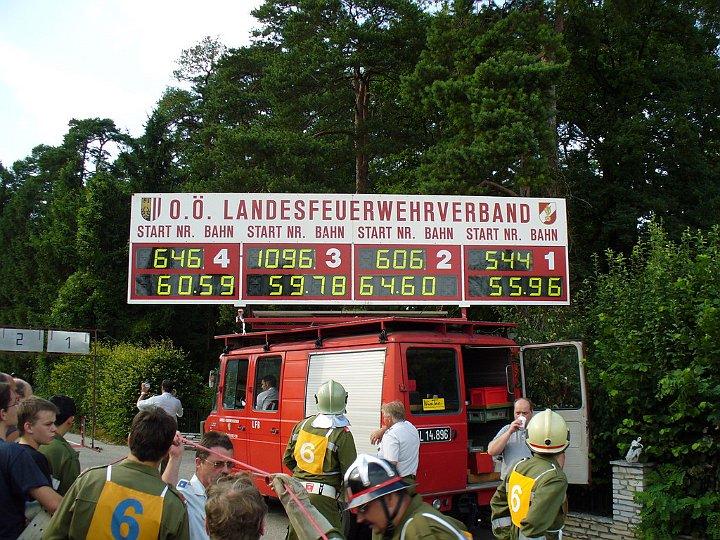 O.Ö. LANDESFEUERWEHRVERBAND
START NR. BAHN START NR. BAHN START NR. BAHN START NR. BAHN
646 4 1096 3 606 2 544 1
60.59 59.78 64.60 55.96
2 1
LFB
L 14.896
6
6
6
6